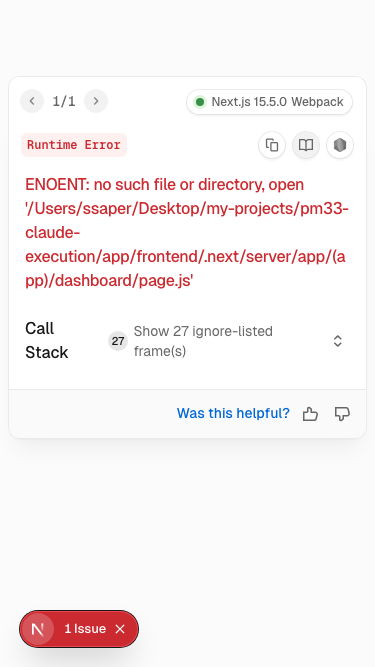 1/1
Next.js 15.5.0 Webpack
Runtime Error
ENOENT: no such file or directory, open
'/Users/ssaper/Desktop/my-projects/pm33-
claude-
execution/app/frontend/.next/server/app/(a
pp)/dashboard/page.js'
Call
Stack
27
Show 27 ignore-listed
frame(s)
Was this helpful?
N
1 Issue